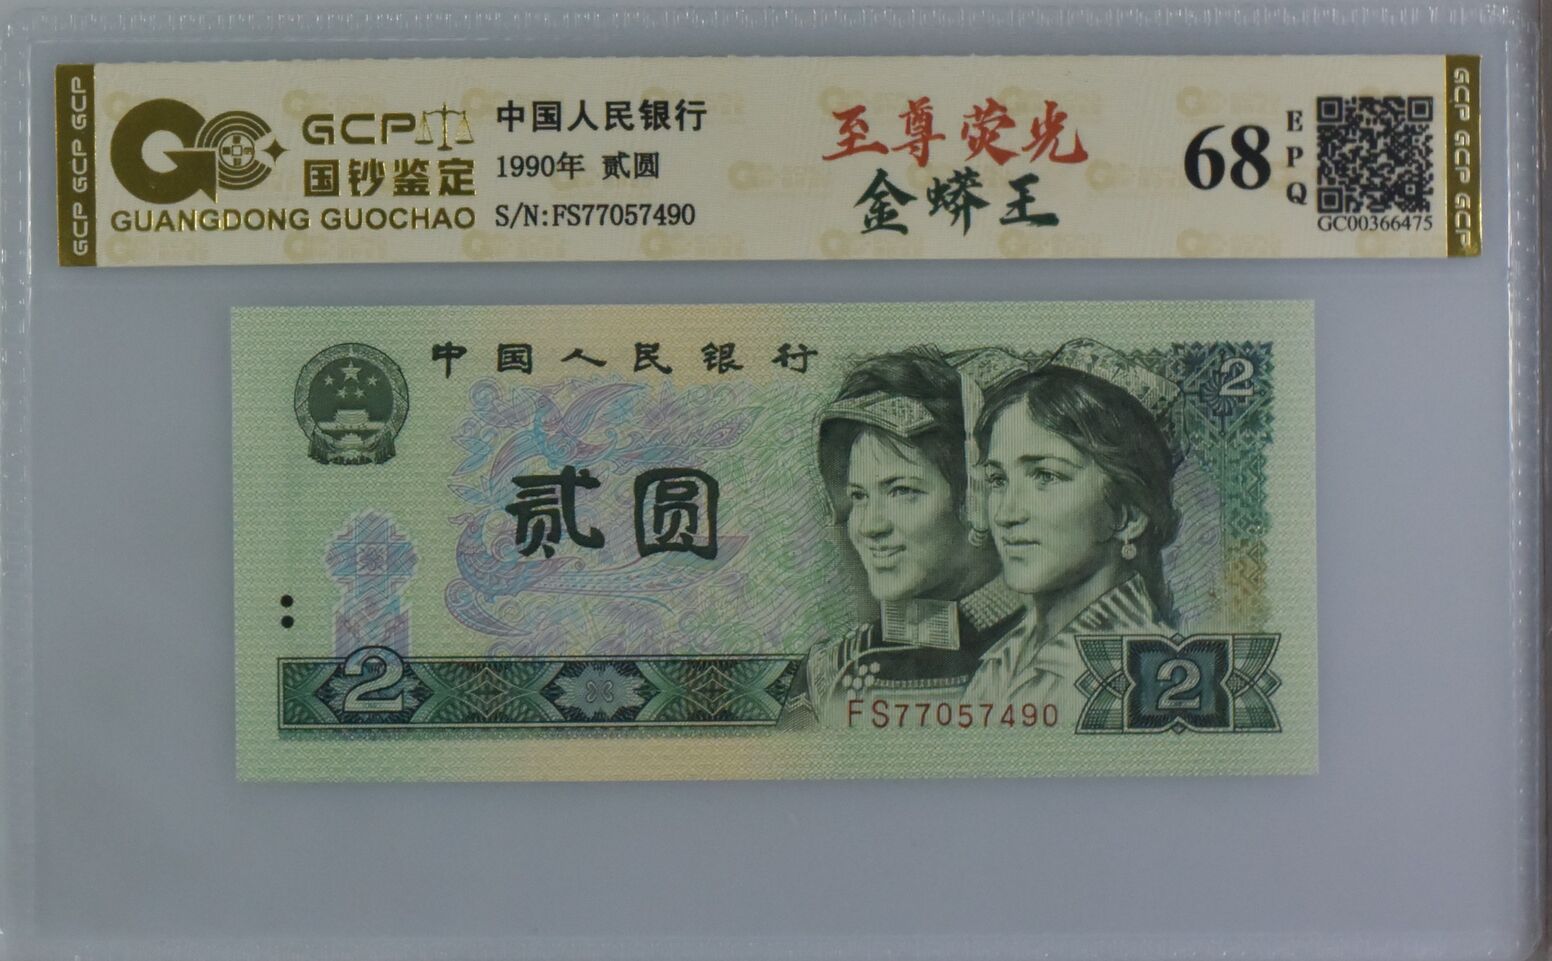 GCP GCP GCP
GCP
国钞鉴定
GUANGDONG GUOCHAO
中国人民银行
1990年 贰圆
S/N:FS77057490
至尊荧光
金蟒王
68
EPQ
GC00366475
GCP GCP GCP
中国人民银行
2
贰圆
2
FS77057490
2